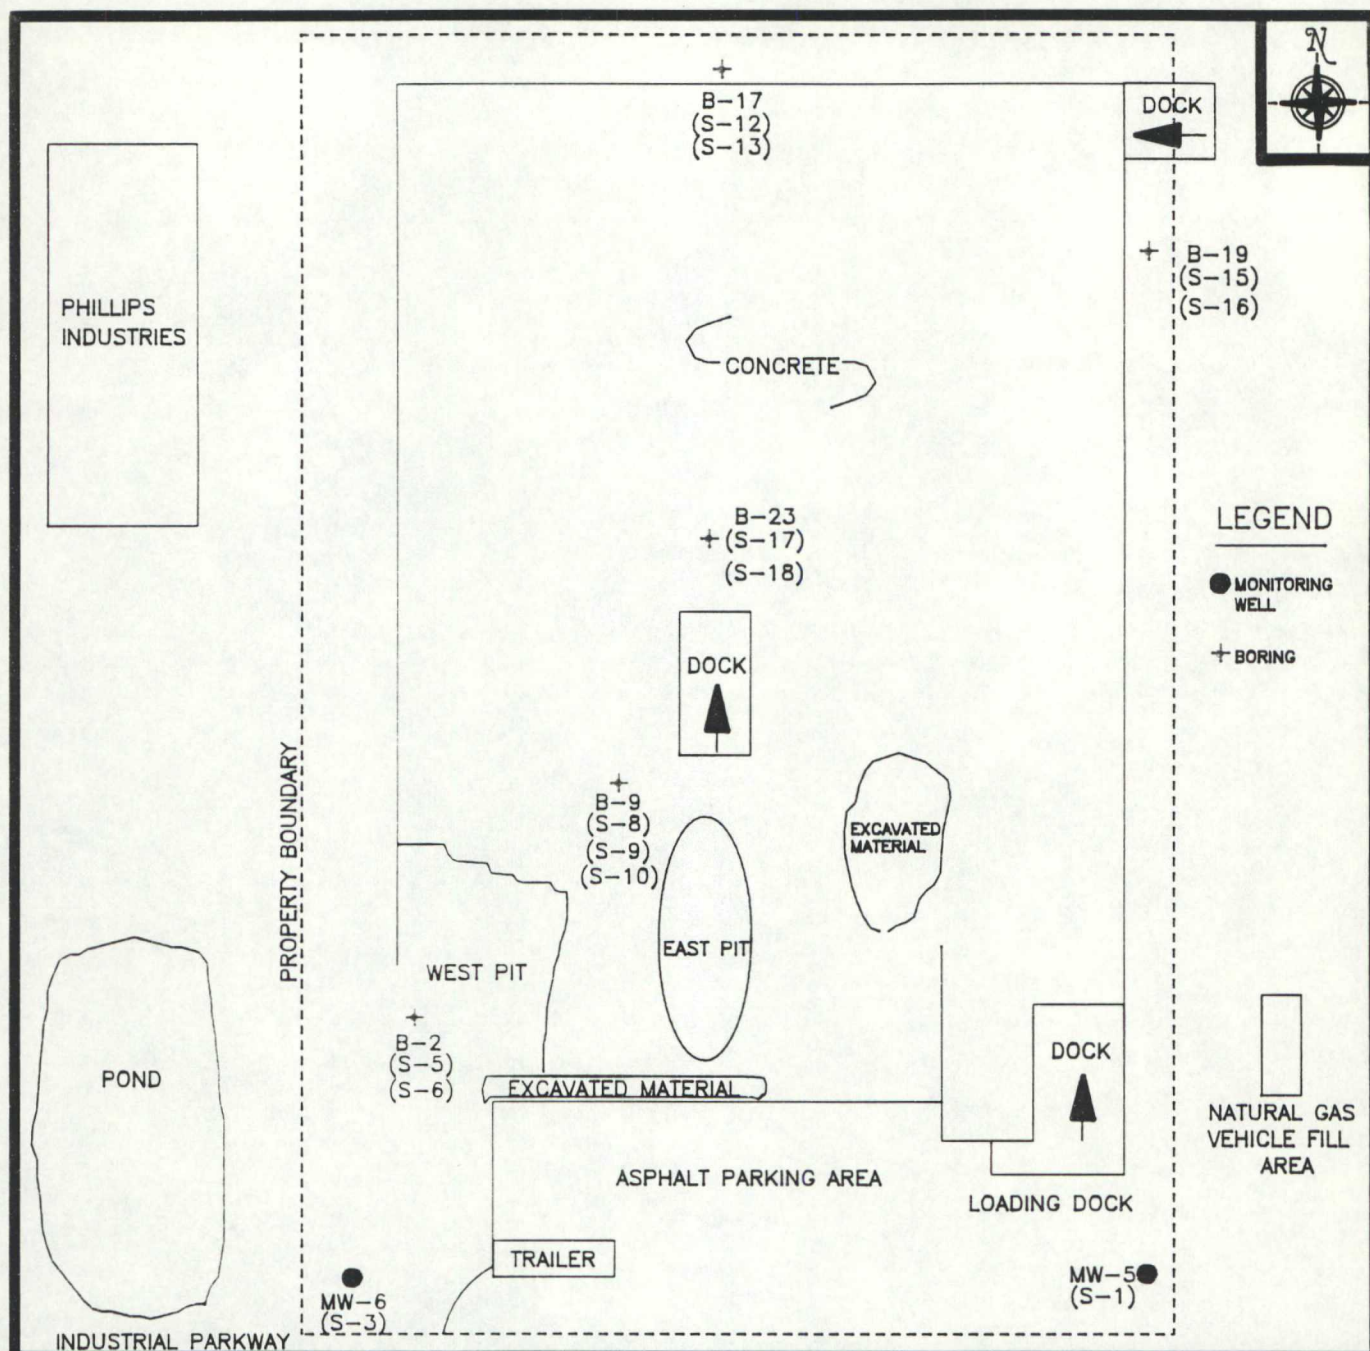 N
B-17
(S-12)
(S-13)
DOCK
B-19
(S-15)
(S-16)
PHILLIPS
INDUSTRIES
CONCRETE
B-23
(S-17)
(S-18)
LEGEND
MONITORING
WELL
BORING
DOCK
PROPERTY BOUNDARY
B-9
(S-8)
(S-9)
(S-10)
EXCAVATED
MATERIAL
WEST PIT
EAST PIT
B-2
(S-5)
(S-6)
POND
EXCAVATED MATERIAL
DOCK
NATURAL GAS
VEHICLE FILL
AREA
ASPHALT PARKING AREA
LOADING DOCK
TRAILER
MW-6
(S-3)
MW-5
(S-1)
INDUSTRIAL PARKWAY